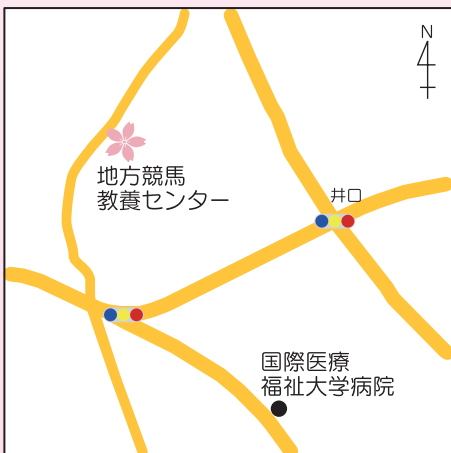 N
地方競馬
教養センター
井口
国際医療
福祉大学病院